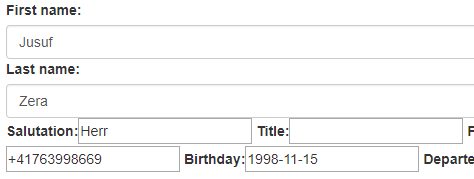 First name:
Jusuf
Last name:
Zera
Salutation: Herr Title:
+41763998669 Birthday: 1998-11-15